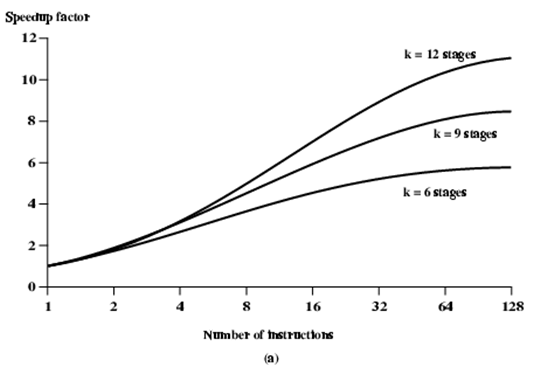 Speedup factor
12
10
8
6
4
2
0
k = 12 stages
k = 9 stages
k = 6 stages
1 2 4 8 16 32 64 128
Number of instructions
(a)